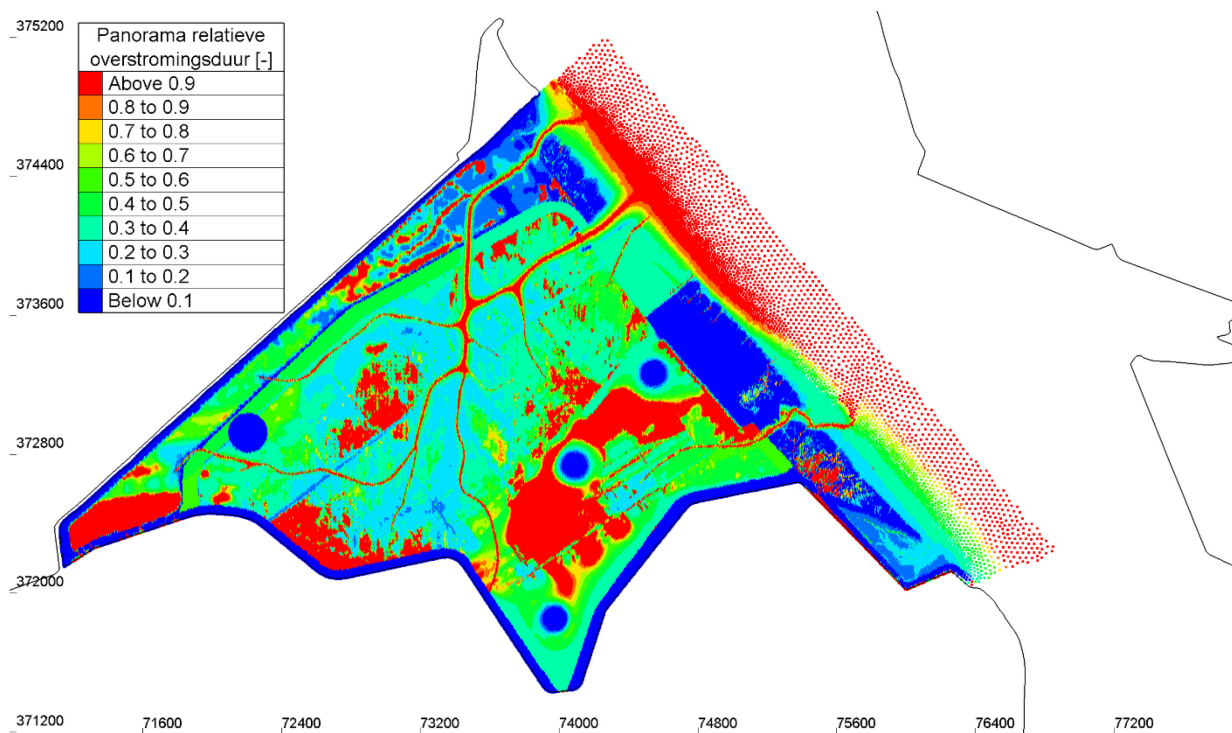 375200
Panorama relatieve
overstromingsduur [-]
Above 0.9
0.8 to 0.9
0.7 to 0.8
0.6 to 0.7
0.5 to 0.6
0.4 to 0.5
0.3 to 0.4
0.2 to 0.3
0.1 to 0.2
Below 0.1
374400
373600
372800
372000
371200
71600 72400 73200 74000 74800 75600 76400 77200